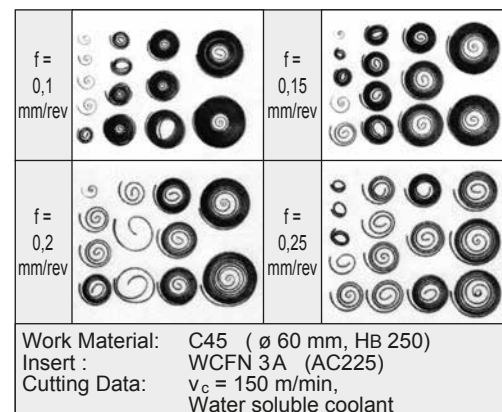 f =
0,1
mm/rev
f =
0,15
mm/rev
f =
0,2
mm/rev
f =
0,25
mm/rev
Work Material: C45 ( ø 60 mm, HB 250)
Insert : WCFN 3A (AC225)
Cutting Data: vc = 150 m/min,
Water soluble coolant